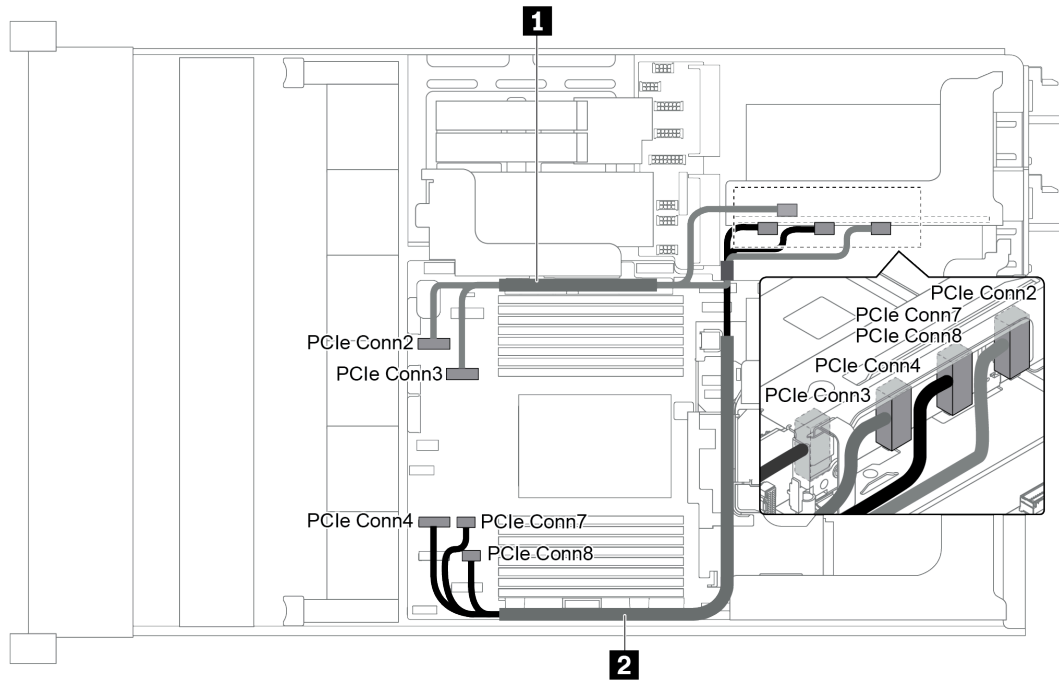 1
PCIe Conn2
PCIe Conn7
PCIe Conn8
PCIe Conn4
PCIe Conn3
PCIe Conn2
PCIe Conn3
PCIe Conn4
PCIe Conn7
PCIe Conn8
2